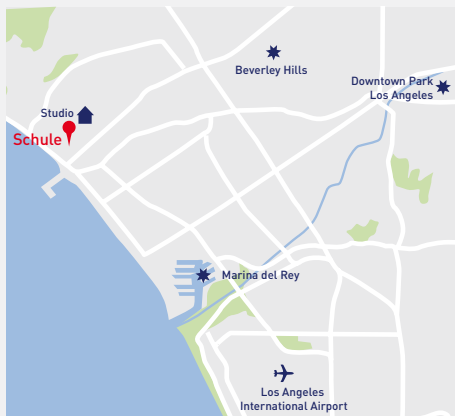 Beverley Hills
Downtown Park
Los Angeles
Studio
Schule
Marina del Rey
Los Angeles
International Airport